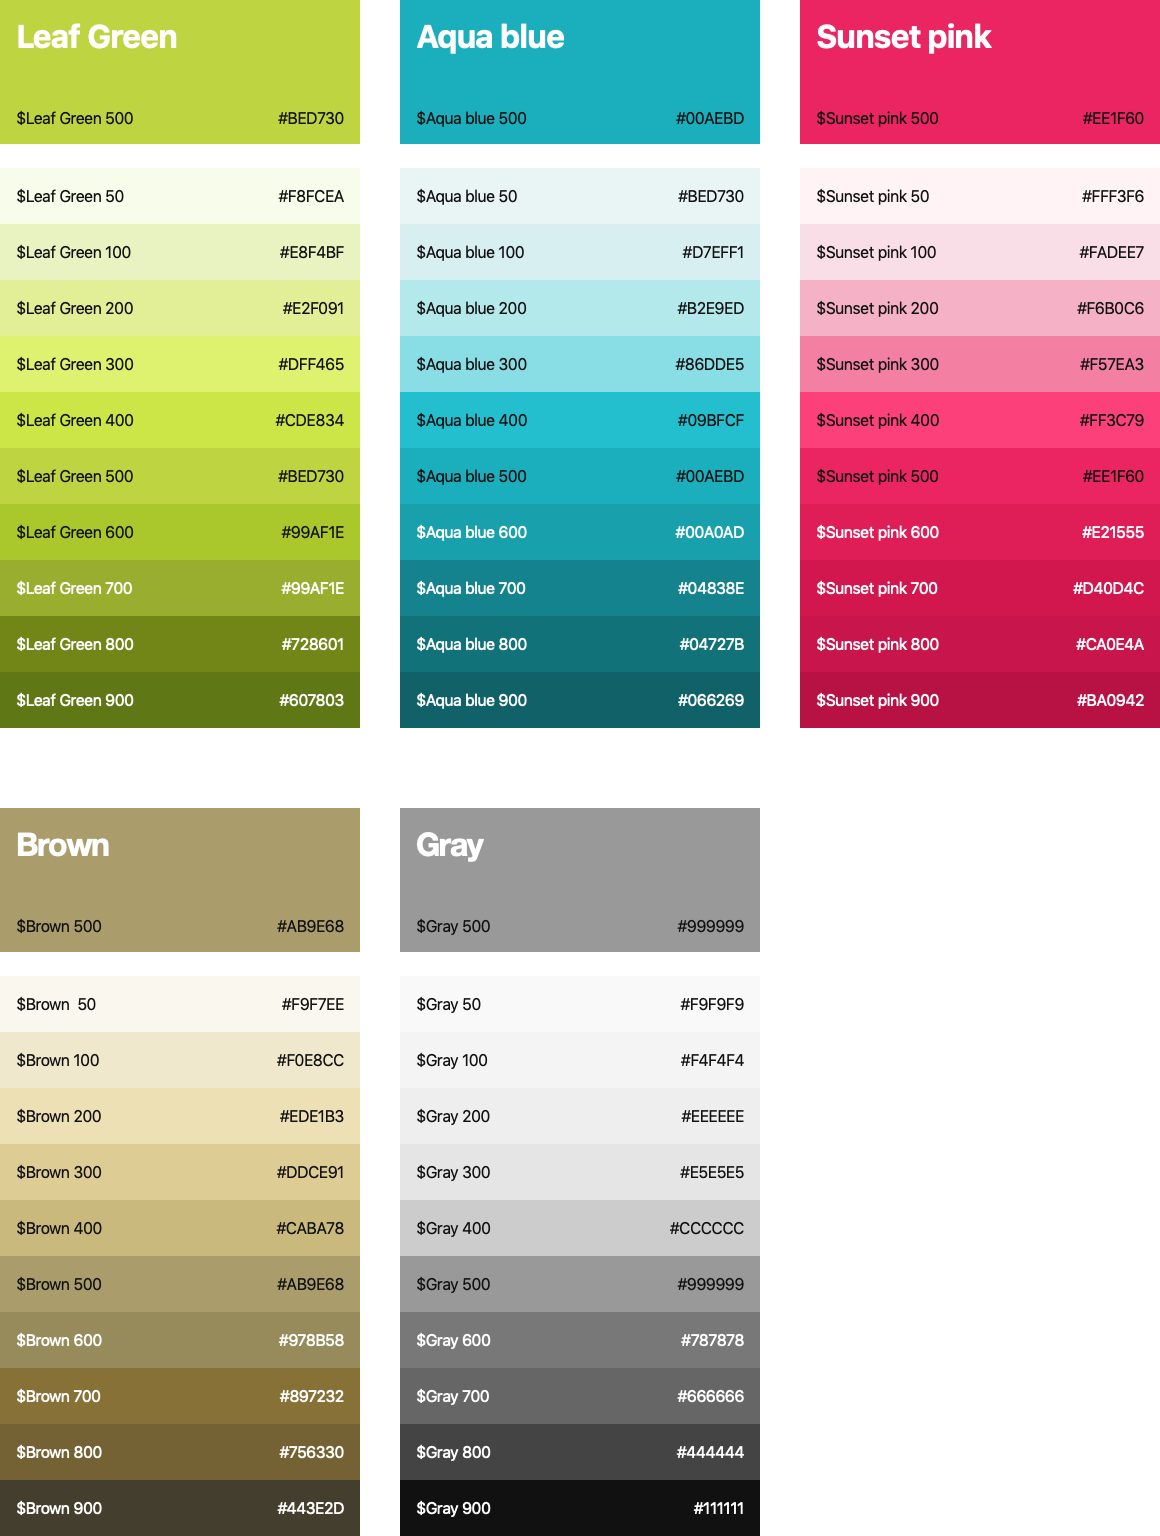 Leaf Green
$Leaf Green 500 #BED730
$Leaf Green 50 #F8FCEA
$Leaf Green 100 #E8F4BF
$Leaf Green 200 #E2F091
$Leaf Green 300 #DFF465
$Leaf Green 400 #CDE834
$Leaf Green 500 #BED730
$Leaf Green 600 #99AF1E
$Leaf Green 700 #99AF1E
$Leaf Green 800 #728601
$Leaf Green 900 #607803
Aqua blue
$Aqua blue 500 #00AEBD
$Aqua blue 50 #BED730
$Aqua blue 100 #D7EFF1
$Aqua blue 200 #B2E9ED
$Aqua blue 300 #86DDE5
$Aqua blue 400 #09BFCF
$Aqua blue 500 #00AEBD
$Aqua blue 600 #00A0AD
$Aqua blue 700 #04838E
$Aqua blue 800 #04727B
$Aqua blue 900 #066269
Sunset pink
$Sunset pink 500 #EE1F60
$Sunset pink 50 #FFF3F6
$Sunset pink 100 #FADEE7
$Sunset pink 200 #F6B0C6
$Sunset pink 300 #F57EA3
$Sunset pink 400 #FF3C79
$Sunset pink 500 #EE1F60
$Sunset pink 600 #E21555
$Sunset pink 700 #D40D4C
$Sunset pink 800 #CA0E4A
$Sunset pink 900 #BA0942
Brown
$Brown 500 #AB9E68
$Brown  50 #F9F7EE
$Brown 100 #F0E8CC
$Brown 200 #EDE1B3
$Brown 300 #DDCE91
$Brown 400 #CABA78
$Brown 500 #AB9E68
$Brown 600 #978B58
$Brown 700 #897232
$Brown 800 #756330
$Brown 900 #443E2D
Gray
$Gray 500 #999999
$Gray 50 #F9F9F9
$Gray 100 #F4F4F4
$Gray 200 #EEEEEE
$Gray 300 #E5E5E5
$Gray 400 #CCCCCC
$Gray 500 #999999
$Gray 600 #787878
$Gray 700 #666666
$Gray 800 #444444
$Gray 900 #111111